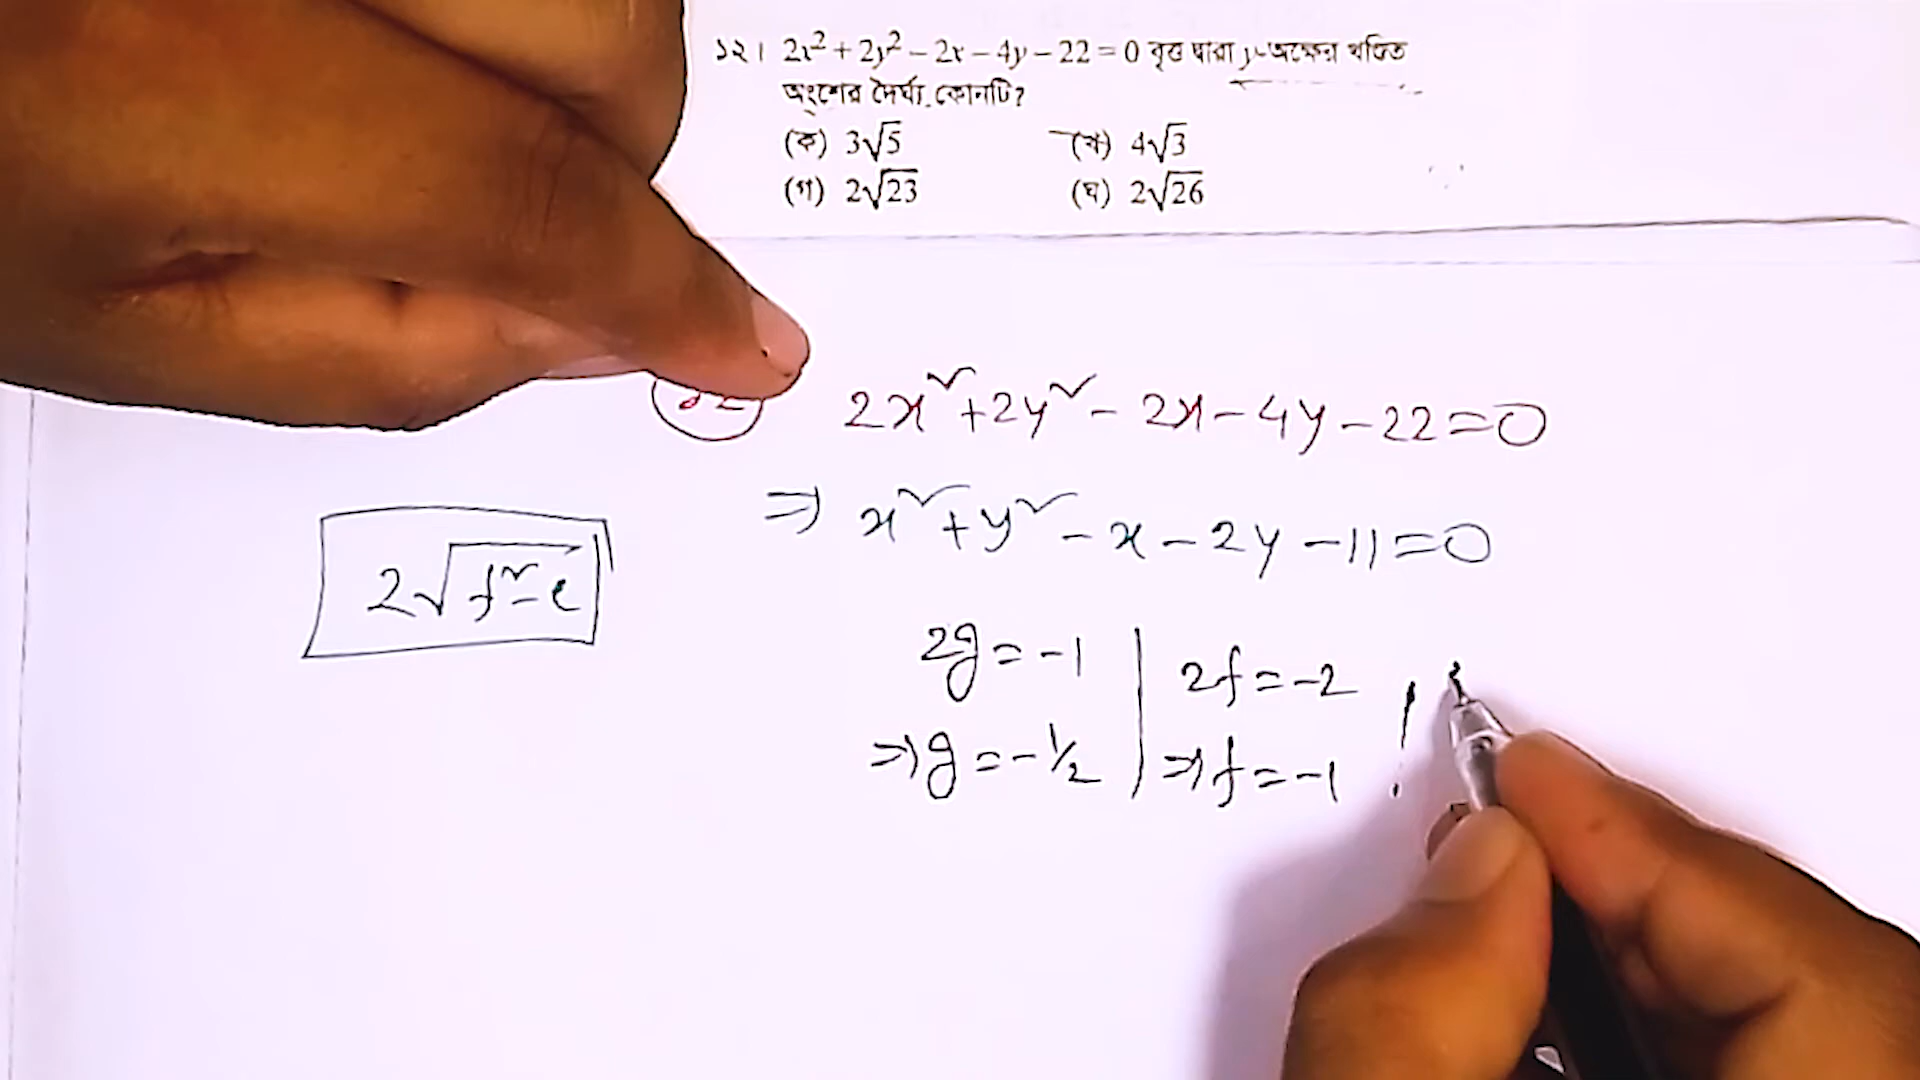 ১২। 2x² + 2y² – 2x – 4y – 22 = 0 বৃত্ত দ্বারা y-অক্ষের খণ্ডিত
অংশের দৈর্ঘ্য কোনটি?
(ক) 3√5 (খ) 4√3
(গ) 2√23 (ঘ) 2√26
2x² + 2y² - 2x - 4y - 22 = 0
⇒ x² + y² - x - 2y - 11 = 0
2√f² - c
2g = -1 | 2f = -2
⇒ g = -1/2 | ⇒ f = -1